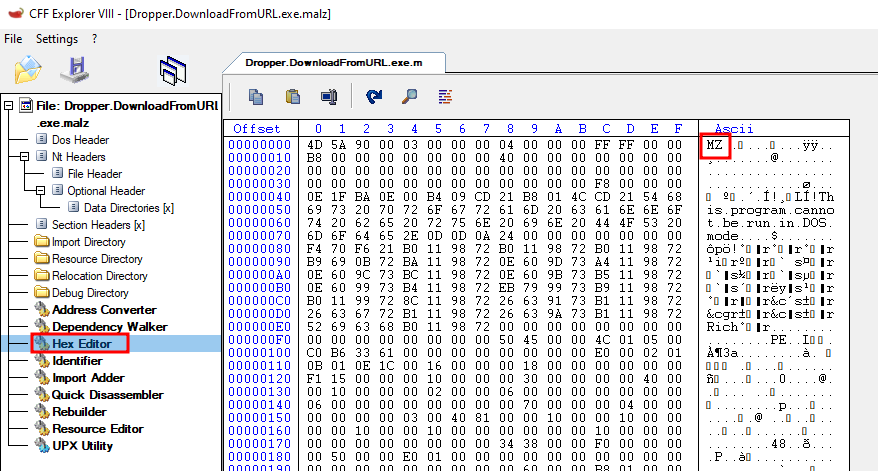 CFF Explorer VIII - [Dropper.DownloadFromURL.exe.malz]
File Settings ?
File: Dropper.DownloadFromURL
.exe.malz
Dos Header
Nt Headers
File Header
Optional Header
Data Directories [x]
Section Headers [x]
Import Directory
Resource Directory
Relocation Directory
Debug Directory
Address Converter
Dependency Walker
Hex Editor
Identifier
Import Adder
Quick Disassembler
Rebuilder
Resource Editor
UPX Utility
Dropper.DownloadFromURL.exe.m
Offset 0 1 2 3 4 5 6 7 8 9 A B C D E F Ascii
00000000 4D 5A 90 00 03 00 00 00 04 00 00 00 FF FF 00 00 MZ ÿÿ..
00000010 B8 00 00 00 00 00 00 00 40 00 00 00 00 00 00 00 ¸.......@.......
00000020 00 00 00 00 00 00 00 00 00 00 00 00 00 00 00 00 ................
00000030 00 00 00 00 00 00 00 00 00 00 00 00 F8 00 00 00 ............ø...
00000040 0E 1F BA 0E 00 B4 09 CD 21 B8 01 4C CD 21 54 68 º .´.Í!¸ LÍ!Th
00000050 69 73 20 70 72 6F 67 72 61 6D 20 63 61 6E 6E 6F is.program.canno
00000060 74 20 62 65 20 72 75 6E 20 69 6E 20 44 4F 53 20 t.be.run.in.DOS.
00000070 6D 6F 64 65 2E 0D 0D 0A 24 00 00 00 00 00 00 00 mode....$.......
00000080 F4 70 F6 21 B0 11 98 72 B0 11 98 72 B0 11 98 72 ôpö!° r° r° r
00000090 B9 69 0B 72 BA 11 98 72 0E 60 9D 73 A4 11 98 72 ¹i rº r `s¤ r
000000A0 0E 60 9C 73 BC 11 98 72 0E 60 9B 73 B5 11 98 72 `s¼ r `sµ r
000000B0 0E 60 99 73 B4 11 98 72 EB 79 99 73 B9 11 98 72 `s´ rëys¹ r
000000C0 B0 11 99 72 8C 11 98 72 26 63 91 73 B1 11 98 72 ° r r&c s± r
000000D0 26 63 67 72 B1 11 98 72 26 63 9A 73 B1 11 98 72 &cgr± r&c s± r
000000E0 52 69 63 68 B0 11 98 72 00 00 00 00 00 00 00 00 Rich° r........
000000F0 00 00 00 00 00 00 00 00 50 45 00 00 4C 01 05 00 ........PE..L
00000100 C0 B6 33 61 00 00 00 00 00 00 00 00 E0 00 02 01 À¶3a........à.
00000110 0B 01 0E 1C 00 16 00 00 00 18 00 00 00 00 00 00
00000120 F1 15 00 00 00 10 00 00 00 30 00 00 00 00 40 00 ñ ...0....@.
00000130 00 10 00 00 00 02 00 00 06 00 00 00 00 00 00 00
00000140 06 00 00 00 00 00 00 00 00 70 00 00 00 04 00 00 ........p..
00000150 00 00 00 00 03 00 40 81 00 00 10 00 00 10 00 00 .@
00000160 00 00 10 00 00 10 00 00 00 00 00 00 10 00 00 00
00000170 00 00 00 00 00 00 00 00 34 38 00 00 F0 00 00 00 ........48..ð...
00000180 00 50 00 00 E0 01 00 00 00 00 00 00 00 00 00 00 .P..à